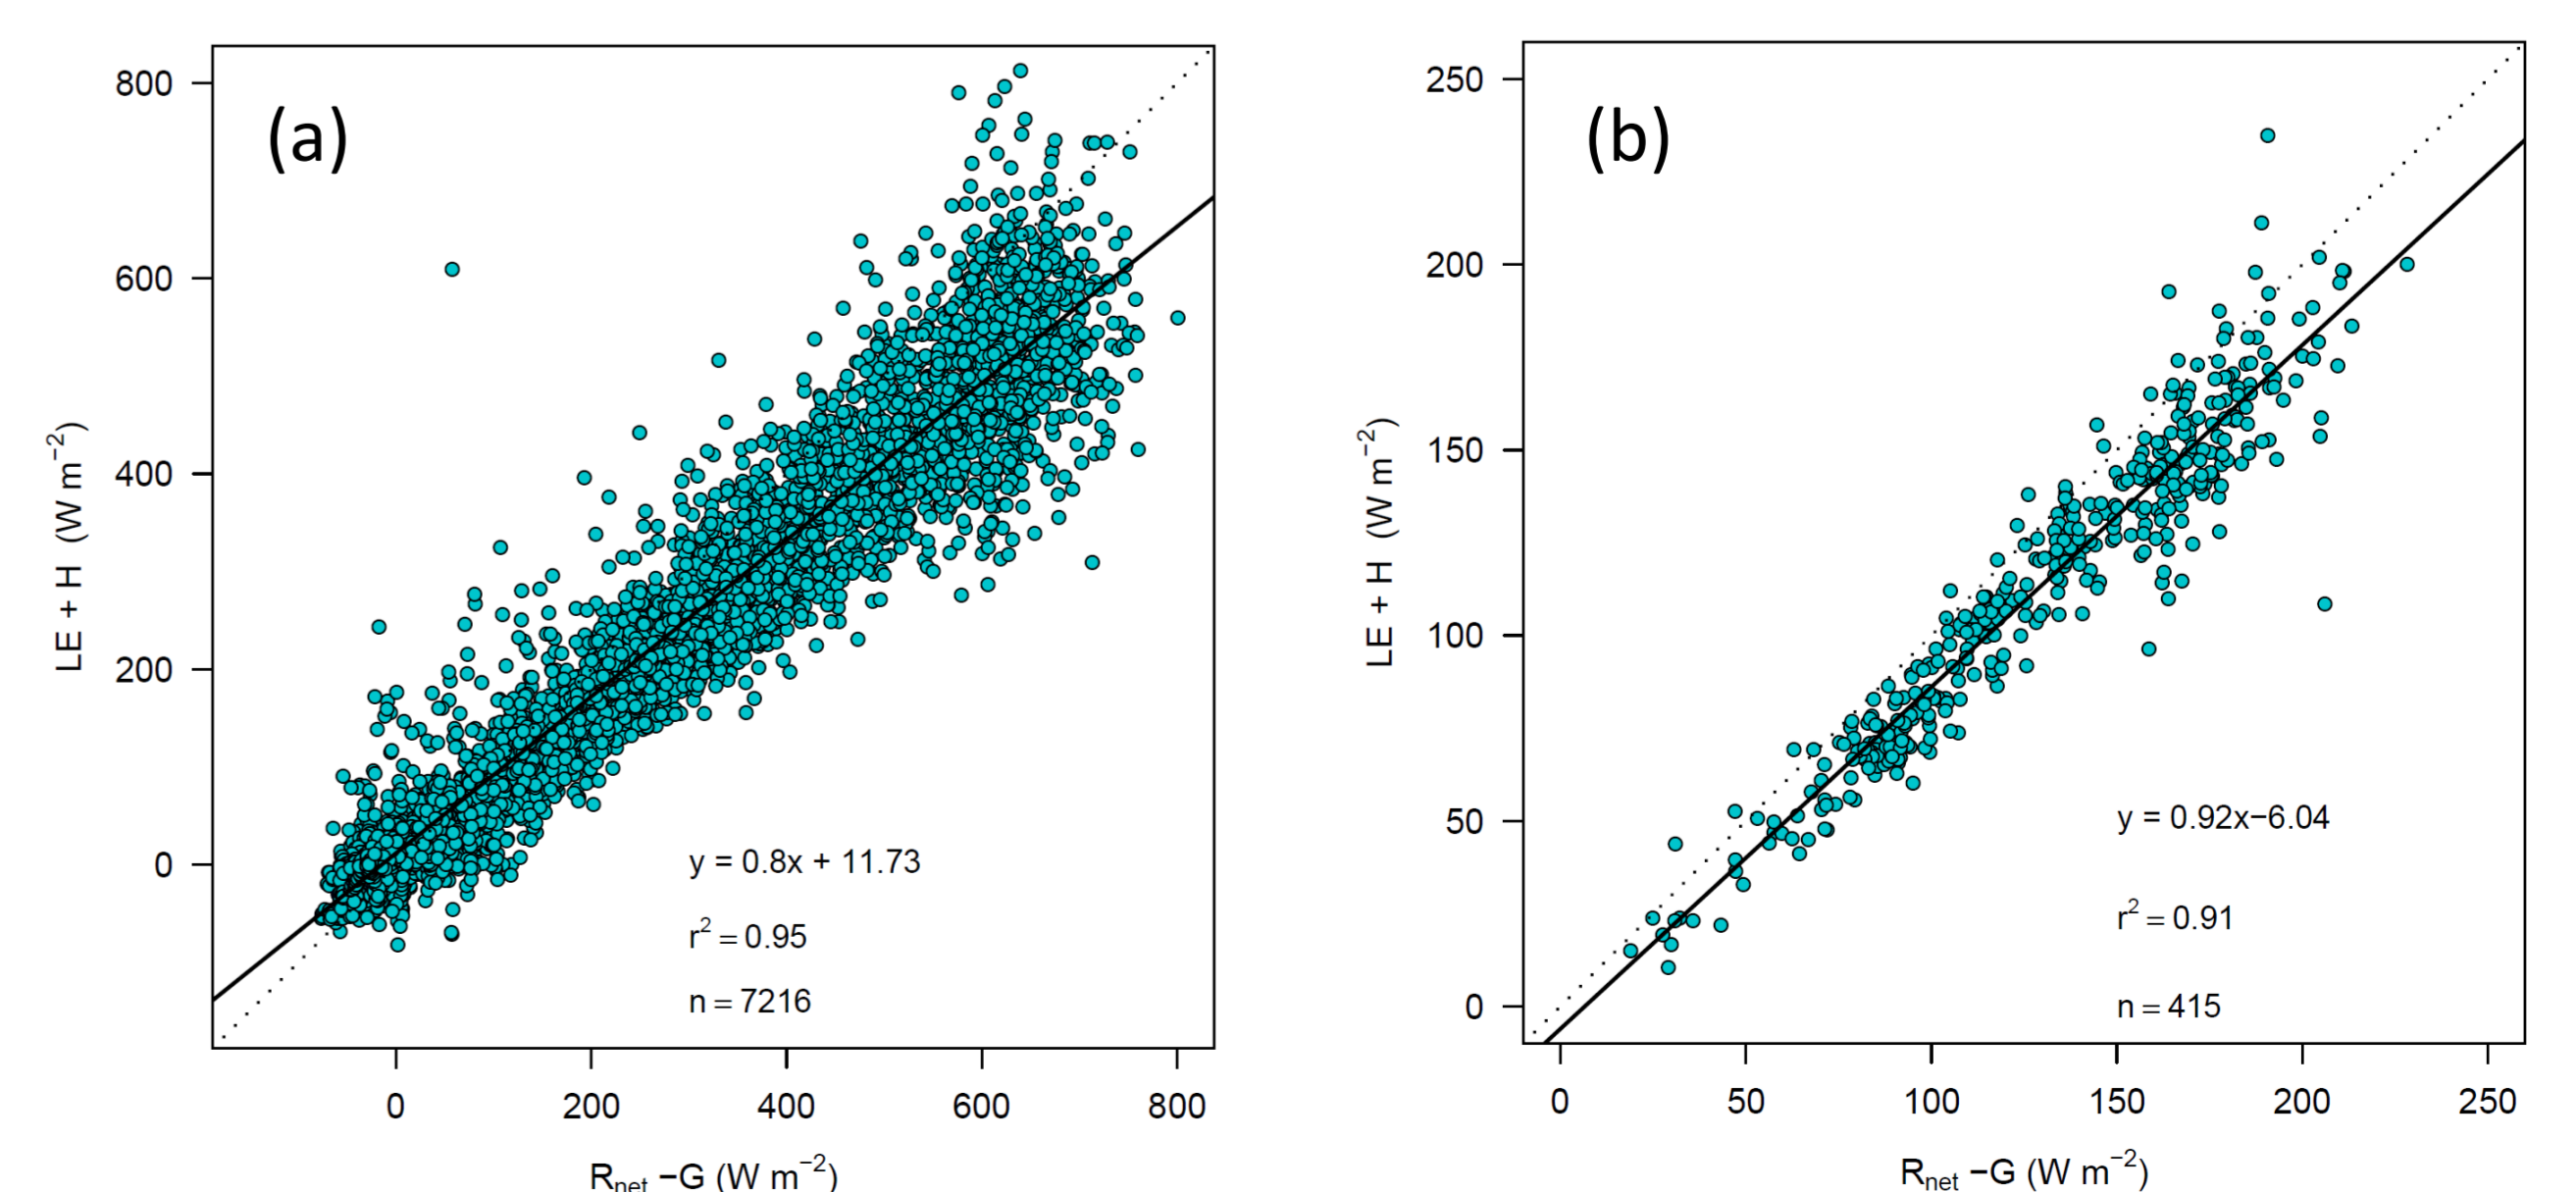 (a)
800
600
400
200
0
LE + H (W m⁻²)
y = 0.8x + 11.73
r² = 0.95
n = 7216
0 200 400 600 800
Rnet −G (W m⁻²)
(b)
250
200
150
100
50
0
LE + H (W m⁻²)
y = 0.92x−6.04
r² = 0.91
n = 415
0 50 100 150 200 250
Rnet −G (W m⁻²)